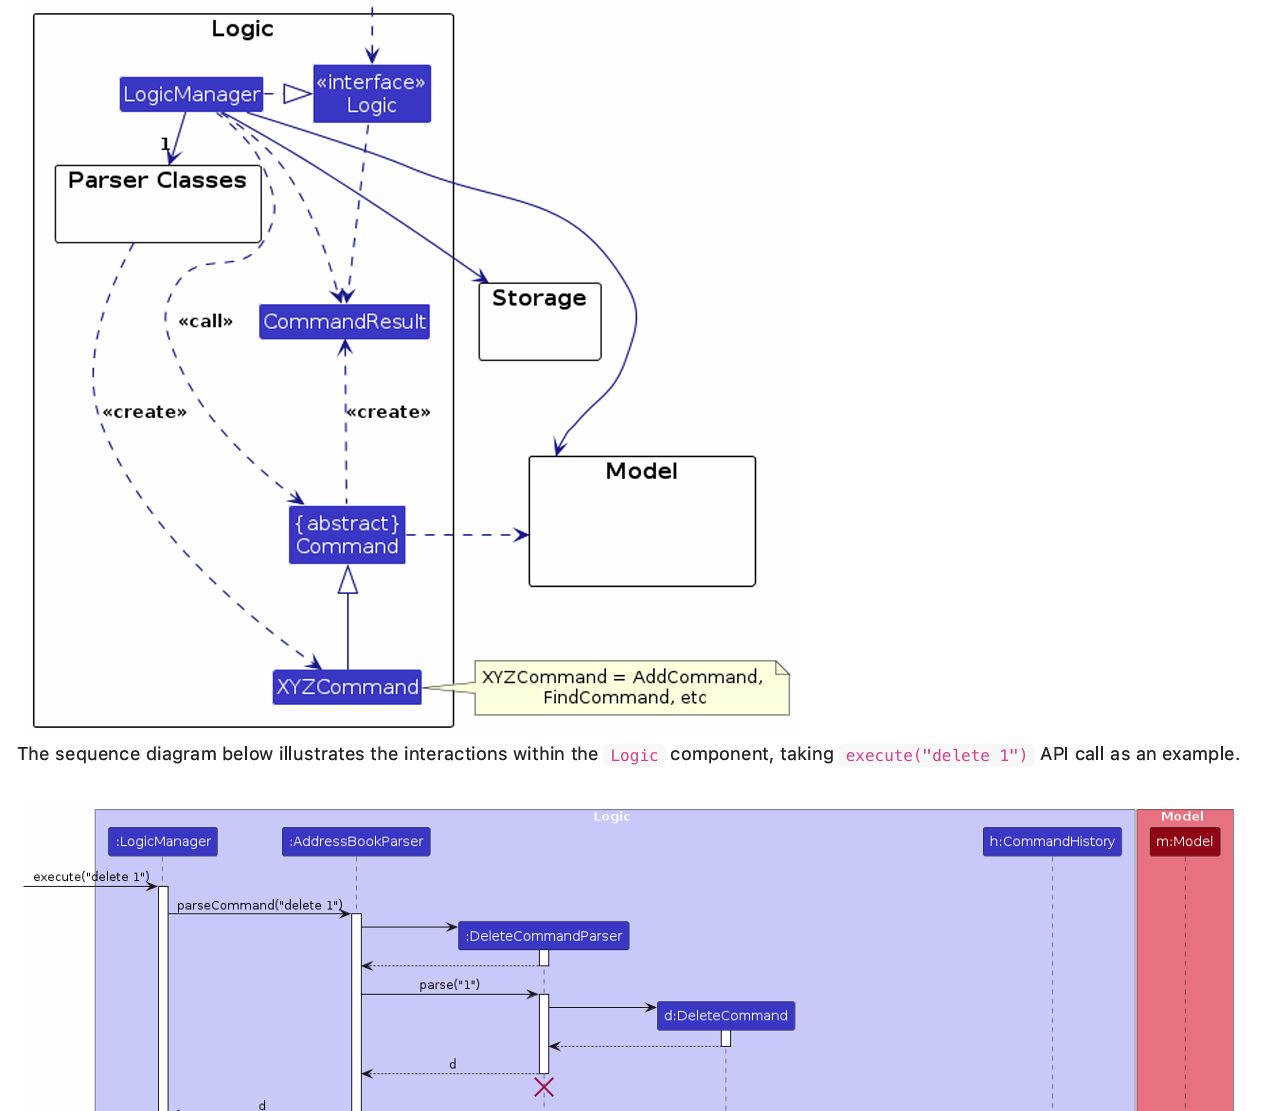 Logic
LogicManager
«interface»
Logic
1
Parser Classes
Storage
CommandResult
«call»
«create»
«create»
Model
{abstract}
Command
XYZCommand
XYZCommand = AddCommand,
FindCommand, etc
The sequence diagram below illustrates the interactions within the Logic component, taking execute("delete 1") API call as an example.
Logic
Model
:LogicManager
:AddressBookParser
h:CommandHistory
m:Model
execute("delete 1")
parseCommand("delete 1")
:DeleteCommandParser
parse("1")
d:DeleteCommand
d
d